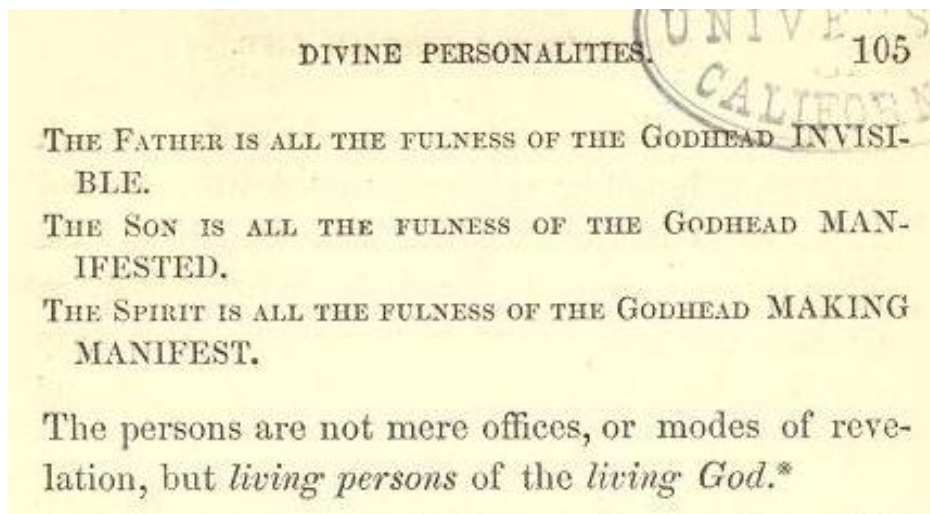 DIVINE PERSONALITIES. 105
THE FATHER IS ALL THE FULNESS OF THE GODHEAD INVISI-
BLE.
THE SON IS ALL THE FULNESS OF THE GODHEAD MAN-
IFESTED.
THE SPIRIT IS ALL THE FULNESS OF THE GODHEAD MAKING
MANIFEST.
The persons are not mere offices, or modes of reve-
lation, but living persons of the living God.*